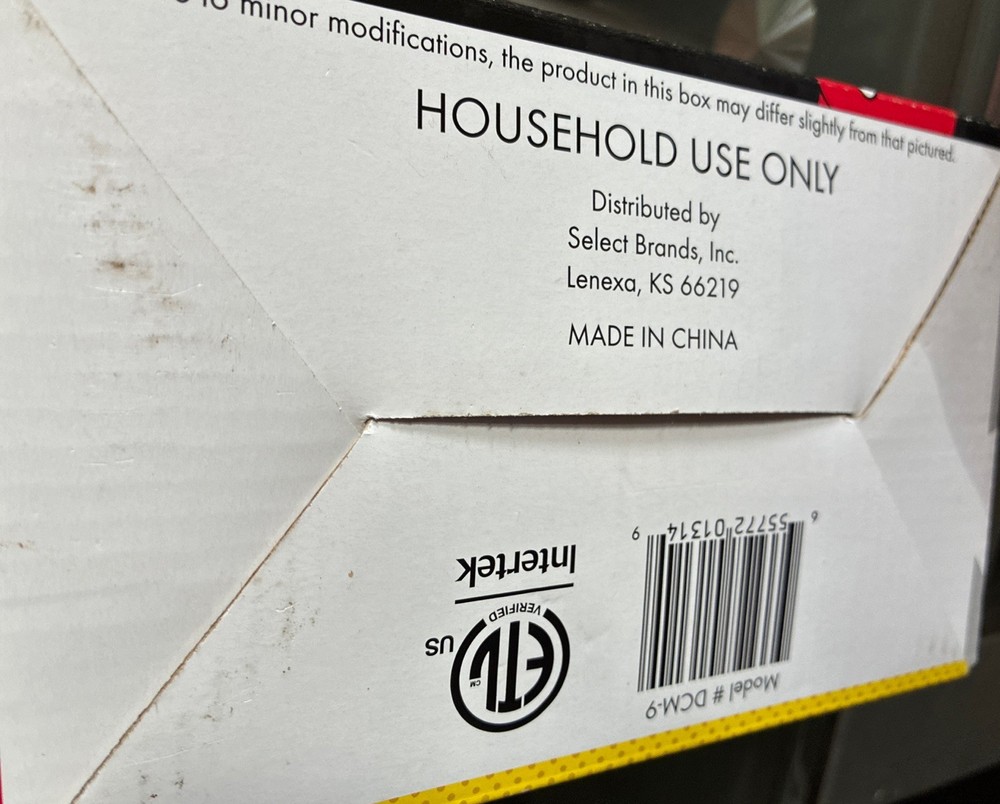 to minor modifications, the product in this box may differ slightly from that pictured.
HOUSEHOLD USE ONLY
Distributed by
Select Brands, Inc.
Lenexa, KS 66219
MADE IN CHINA
Model # DCM-9
6 55772 01314 9
ETL CM
VERIFIED
US
Intertek